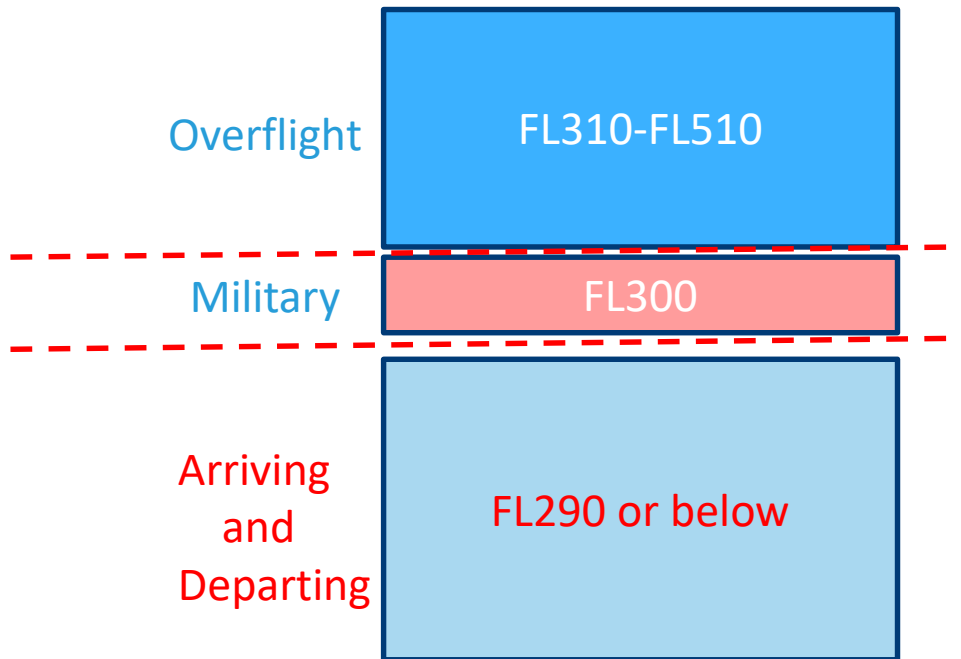 Overflight
FL310-FL510
Military
FL300
Arriving
and
Departing
FL290 or below